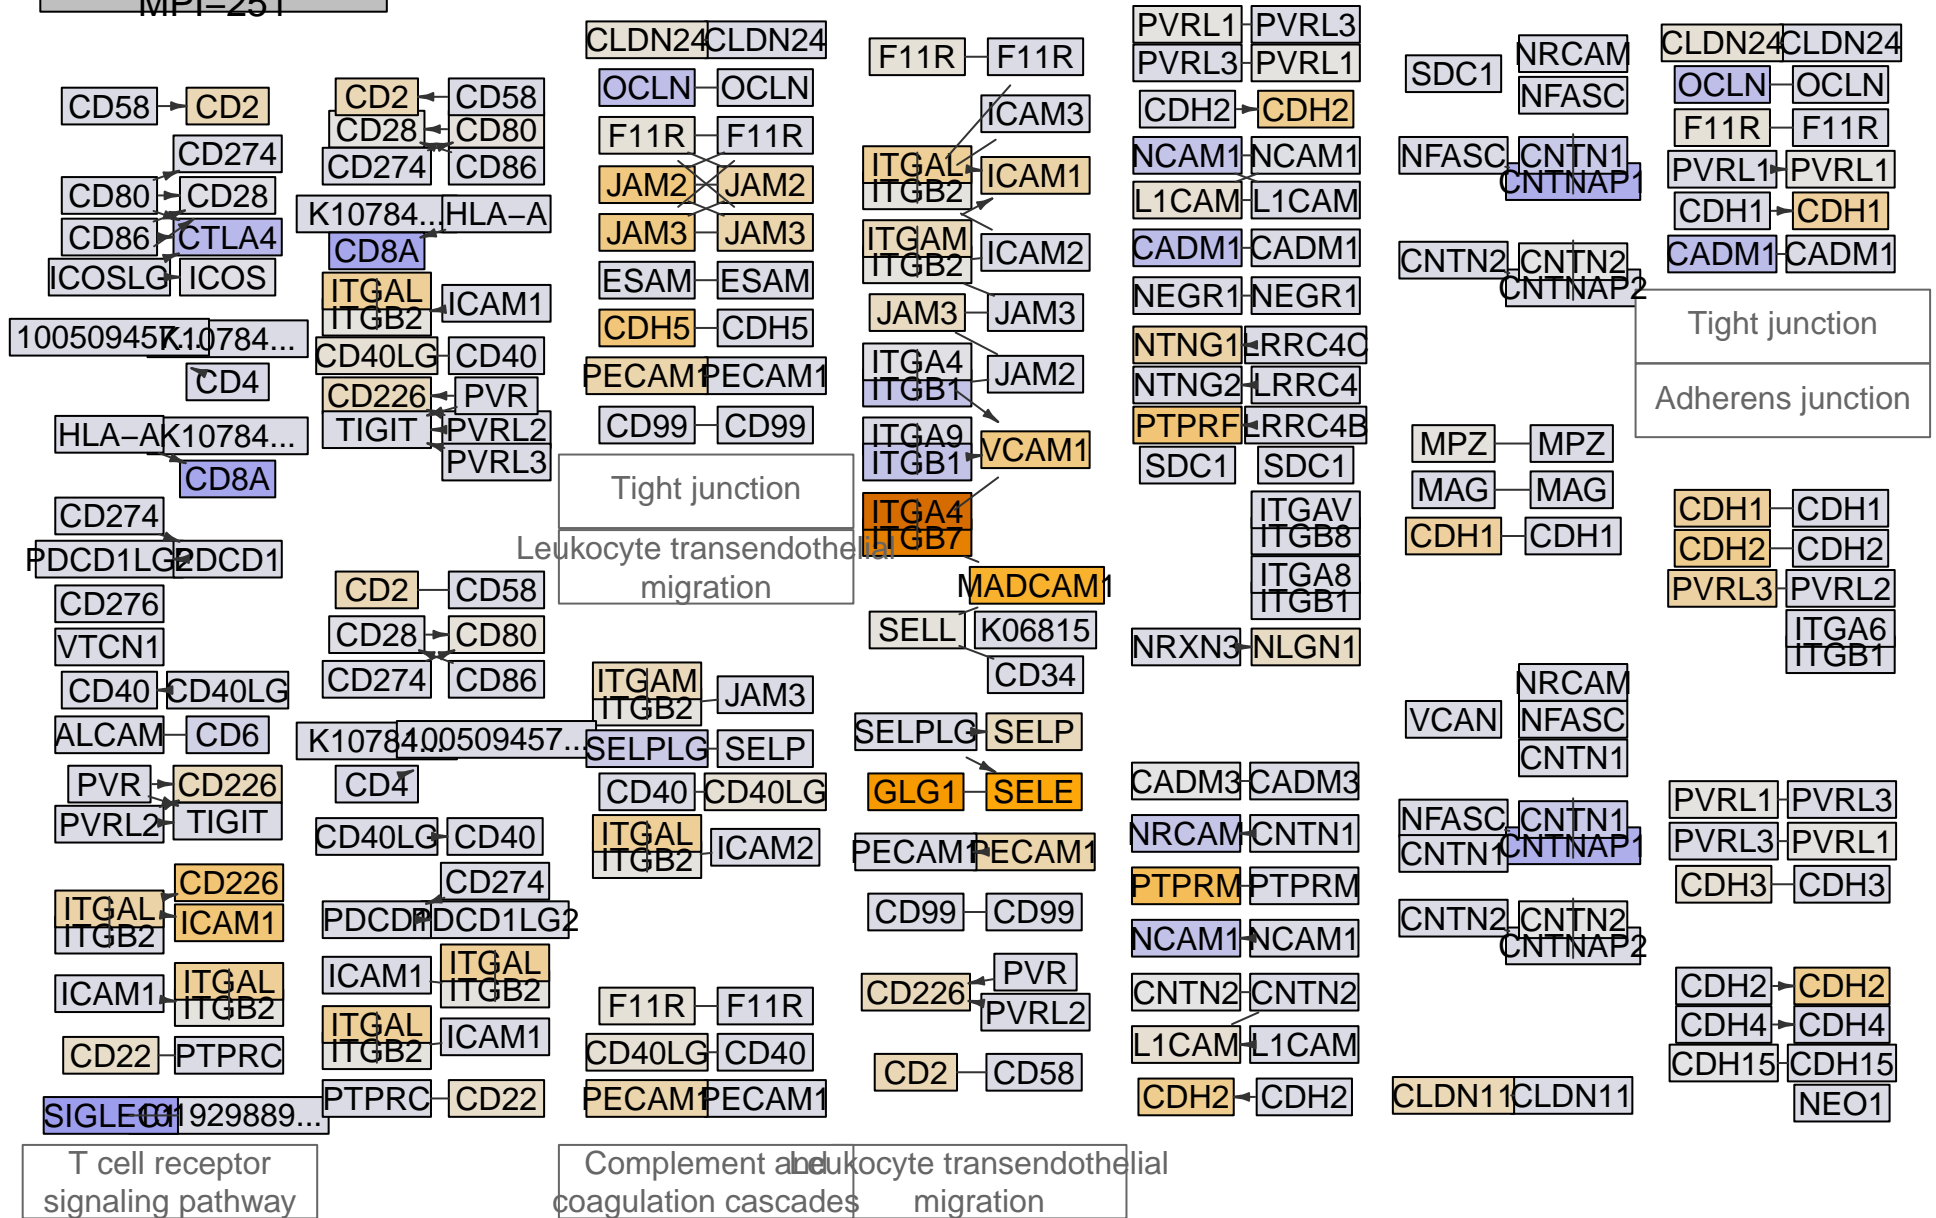 MPI−251
CD58
CD2
CD274
CD80
CD28
CD86
CTLA4
ICOSLG
ICOS
100509457...
K10784...
CD4
HLA−A
K10784...
CD8A
CD274
PDCD1LG2
PDCD1
CD276
VTCN1
CD40
CD40LG
ALCAM
CD6
PVR
CD226
PVRL2
TIGIT
CD226
ITGAL
ITGB2
ICAM1
ICAM1
ITGAL
ITGB2
CD22
PTPRC
1929889...
T cell receptor
signaling pathway
CD2
CD58
CD28
CD80
CD274
CD86
K10784...
HLA−A
CD8A
ITGAL
ITGB2
ICAM1
CD40LG
CD40
CD226
PVR
TIGIT
PVRL2
PVRL3
CD2
CD58
CD28
CD80
CD274
CD86
K10784...
100509457...
CD4
CD40LG
CD40
CD274
PDCD1
PDCD1LG2
ICAM1
ITGAL
ITGB2
ITGAL
ITGB2
ICAM1
PTPRC
CD22
CLDN24
CLDN24
OCLN
OCLN
F11R
F11R
JAM2
JAM2
JAM3
JAM3
ESAM
ESAM
CDH5
CDH5
PECAM1
PECAM1
CD99
CD99
Tight junction
Leukocyte transendothelial
migration
ITGAM
ITGB2
JAM3
SELPLG
SELP
CD40
CD40LG
ITGAL
ITGB2
ICAM2
F11R
F11R
CD40LG
CD40
PECAM1
PECAM1
Complement and
coagulation cascades
F11R
F11R
ICAM3
ITGAL
ITGB2
ICAM1
ITGAM
ITGB2
ICAM2
JAM3
JAM3
ITGA4
ITGB1
JAM2
ITGA9
ITGB1
VCAM1
ITGA4
ITGB7
MADCAM1
SELL
K06815
CD34
SELPLG
SELP
GLG1
SELE
PECAM1
PECAM1
CD99
CD99
CD226
PVR
PVRL2
CD2
CD58
Leukocyte transendothelial
migration
PVRL1
PVRL3
PVRL3
PVRL1
CDH2
CDH2
NCAM1
NCAM1
L1CAM
L1CAM
CADM1
CADM1
NEGR1
NEGR1
NTNG1
LRRC4C
NTNG2
LRRC4
PTPRF
LRRC4B
SDC1
SDC1
ITGAV
ITGB8
ITGA8
ITGB1
NRXN3
NLGN1
CADM3
CADM3
NRCAM
CNTN1
PTPRM
PTPRM
NCAM1
NCAM1
CNTN2
CNTN2
L1CAM
L1CAM
CDH2
CDH2
SDC1
NRCAM
NFASC
NFASC
CNTN1
CNTNAP1
CNTN2
CNTN2
CNTNAP2
MPZ
MPZ
MAG
MAG
CDH1
CDH1
VCAN
NRCAM
NFASC
CNTN1
NFASC
CNTN1
CNTN1
CNTNAP1
CNTN2
CNTN2
CNTNAP2
CLDN11
CLDN11
CLDN24
CLDN24
OCLN
OCLN
F11R
F11R
PVRL1
PVRL1
CDH1
CDH1
CADM1
CADM1
Tight junction
Adherens junction
CDH1
CDH1
CDH2
CDH2
PVRL3
PVRL2
ITGA6
ITGB1
PVRL1
PVRL3
PVRL3
PVRL1
CDH3
CDH3
CDH2
CDH2
CDH4
CDH4
CDH15
CDH15
NEO1